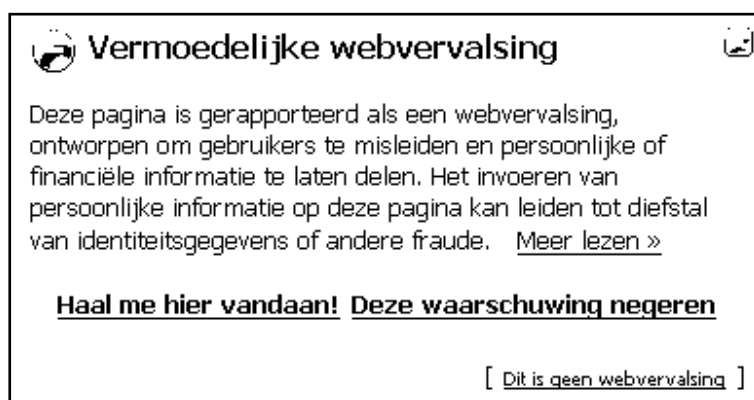 Vermoedelijke webvervalsing
Deze pagina is gerapporteerd als een webvervalsing,
ontworpen om gebruikers te misleiden en persoonlijke of
financiële informatie te laten delen. Het invoeren van
persoonlijke informatie op deze pagina kan leiden tot diefstal
van identiteitsgegevens of andere fraude. Meer lezen »
Haal me hier vandaan! Deze waarschuwing negeren
[ Dit is geen webvervalsing ]